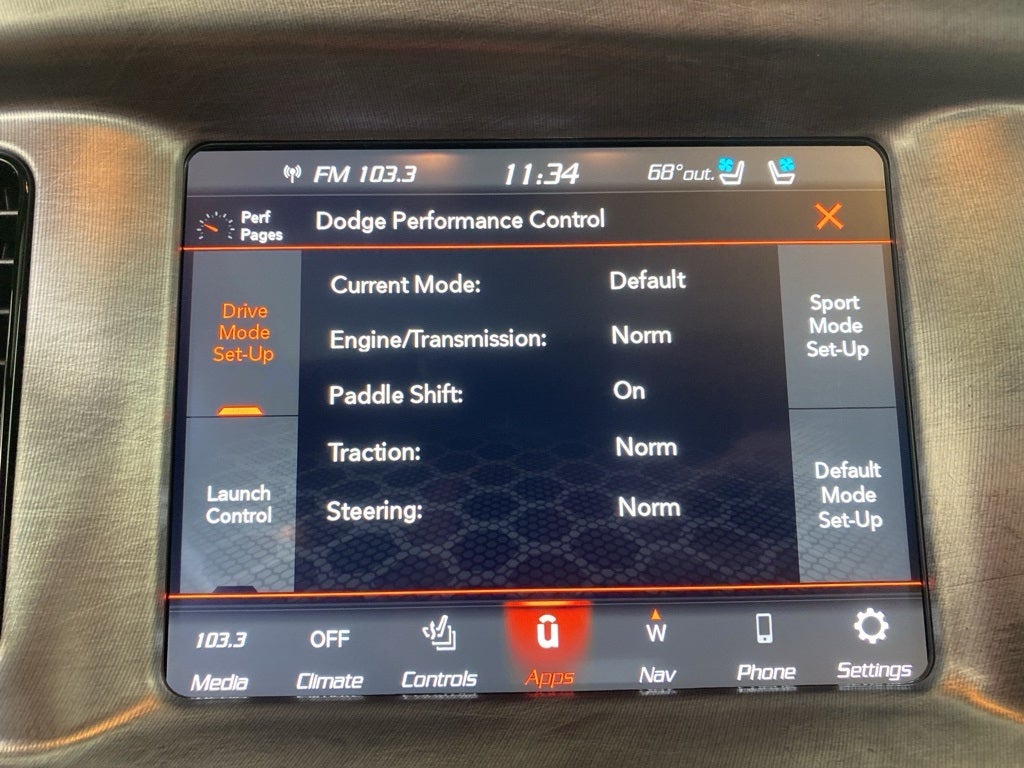 FM 103.3 11:34 68°out.
Perf
Pages
Dodge Performance Control
Drive
Mode
Set-Up
Launch
Control
Current Mode: Default
Engine/Transmission: Norm
Paddle Shift: On
Traction: Norm
Steering: Norm
Sport
Mode
Set-Up
Default
Mode
Set-Up
103.3 OFF W
Media Climate Controls Apps Nav Phone Settings